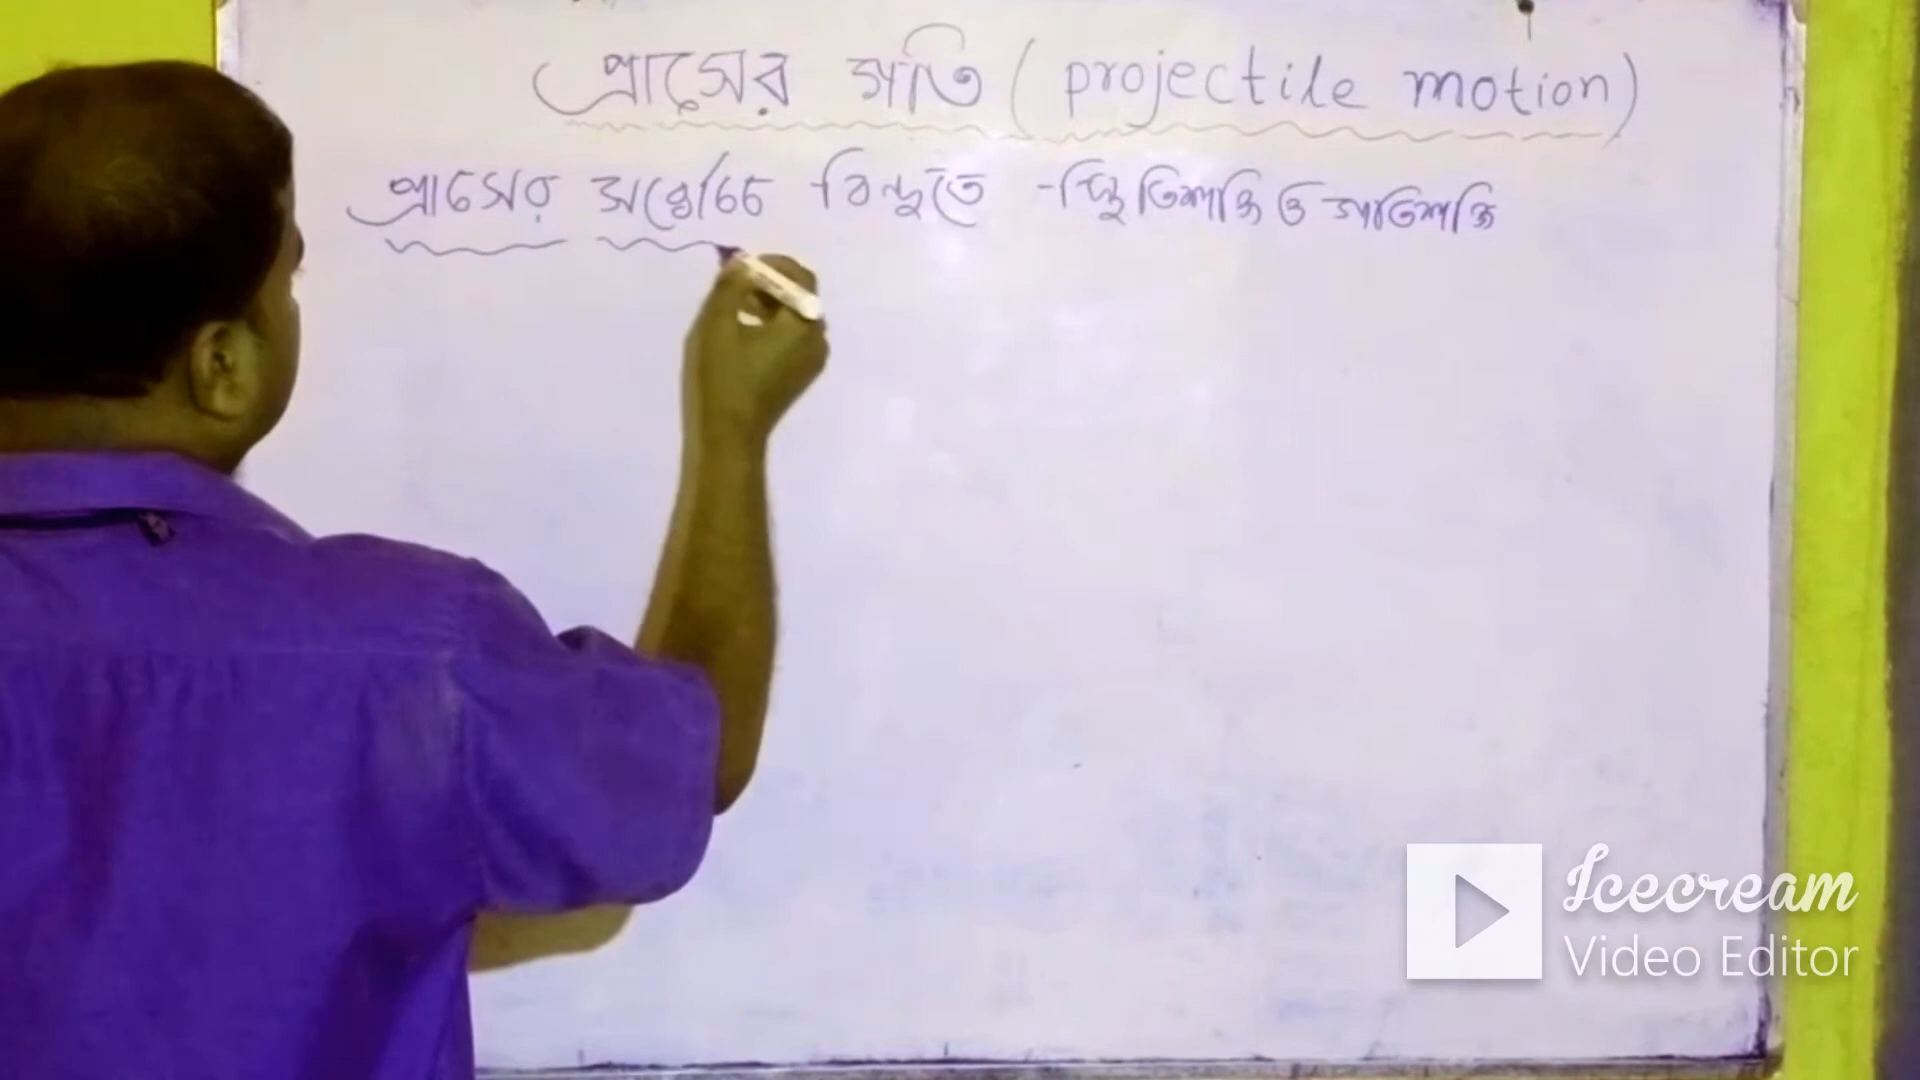 প্রাসের গতি ( projectile motion)
প্রাসের সর্বোচ্চ বিন্দুতে স্থিতিশক্তি ও গতিশক্তি
Icecream
Video Editor